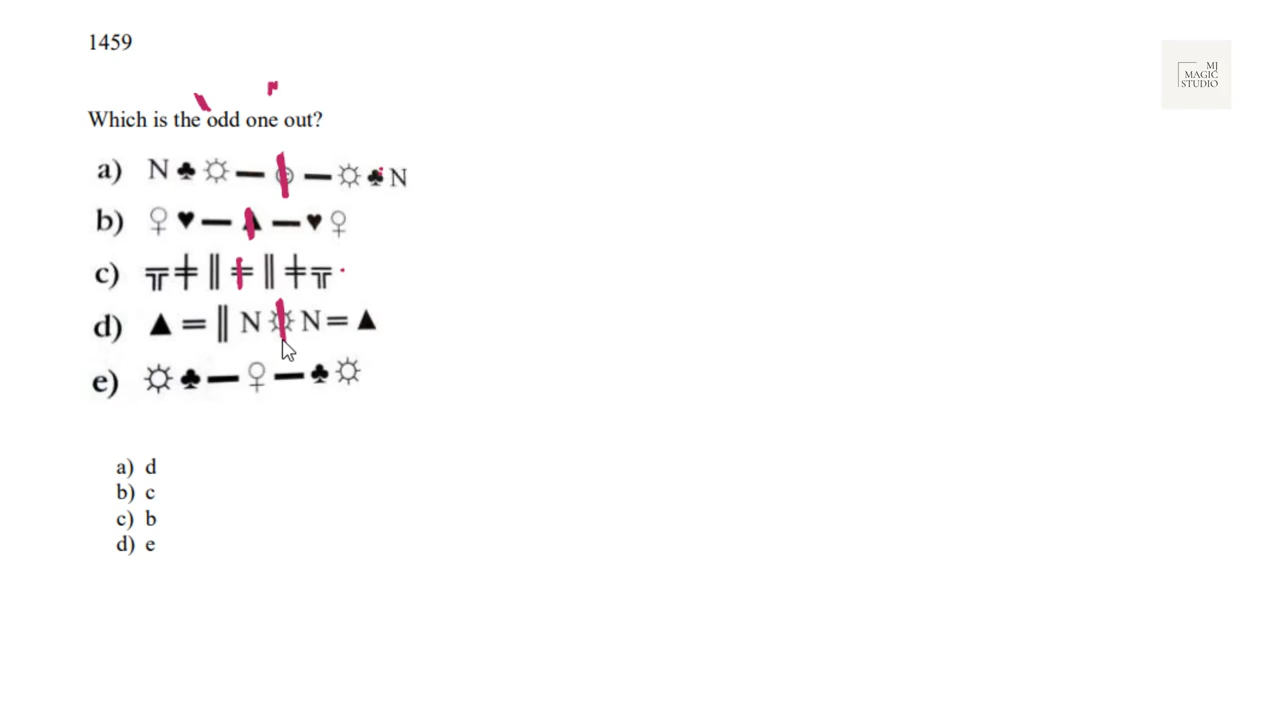 1459
MJ
MAGIC
STUDIO
Which is the odd one out?
a) N ♣ ☼ — — ☼ ♣ N
b) ♀ ♥ — ▲ — ♥ ♀
c) ╦ ╪ ║ ╪ ║ ╪ ╦
d) ▲ = ║ N ☼ N = ▲
e) ☼ ♣ — ♀ — ♣ ☼
a) d
b) c
c) b
d) e